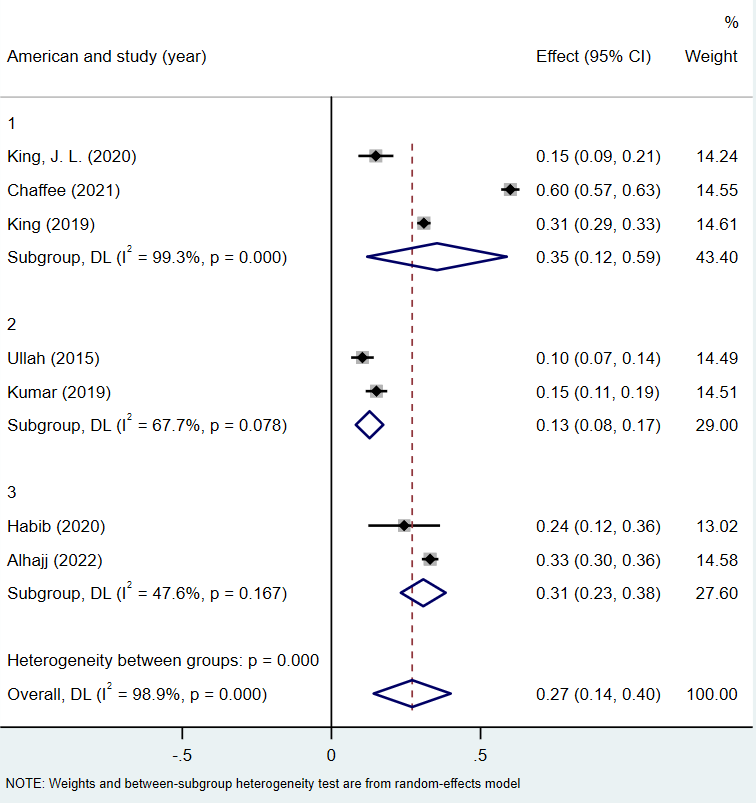 %
American and study (year) Effect (95% CI) Weight
1
King, J. L. (2020) 0.15 (0.09, 0.21) 14.24
Chaffee (2021) 0.60 (0.57, 0.63) 14.55
King (2019) 0.31 (0.29, 0.33) 14.61
Subgroup, DL (I² = 99.3%, p = 0.000) 0.35 (0.12, 0.59) 43.40
2
Ullah (2015) 0.10 (0.07, 0.14) 14.49
Kumar (2019) 0.15 (0.11, 0.19) 14.51
Subgroup, DL (I² = 67.7%, p = 0.078) 0.13 (0.08, 0.17) 29.00
3
Habib (2020) 0.24 (0.12, 0.36) 13.02
Alhajj (2022) 0.33 (0.30, 0.36) 14.58
Subgroup, DL (I² = 47.6%, p = 0.167) 0.31 (0.23, 0.38) 27.60
Heterogeneity between groups: p = 0.000
Overall, DL (I² = 98.9%, p = 0.000) 0.27 (0.14, 0.40) 100.00
-.5 0 .5
NOTE: Weights and between-subgroup heterogeneity test are from random-effects model